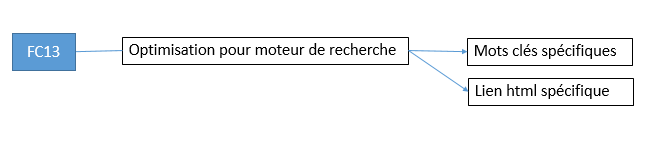 FC13
Optimisation pour moteur de recherche
Mots clés spécifiques
Lien html spécifique